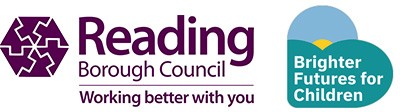 Reading
Borough Council
Working better with you
Brighter
Futures for
Children